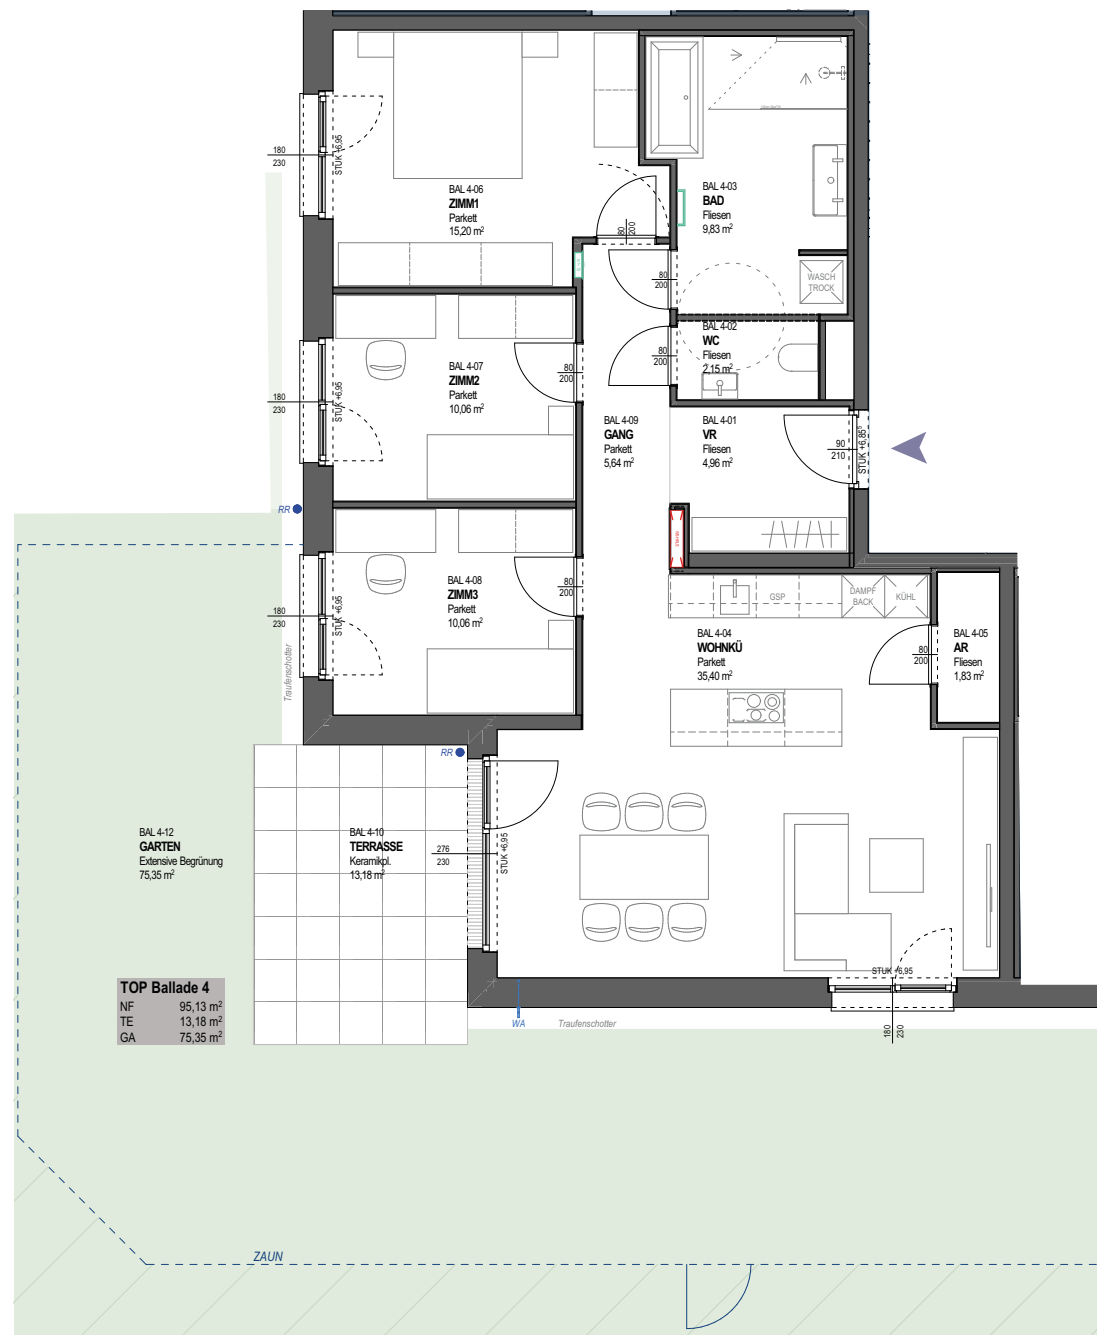 BAL 4-06
ZIMM1
Parkett
15,20 m²
180
230
STUK +6,95
80
200
BAL 4-03
BAD
Fliesen
9,83 m²
WASCH
TROCK
80
200
BAL 4-02
WC
Fliesen
2,15 m²
80
200
BAL 4-07
ZIMM2
Parkett
10,06 m²
180
230
STUK +6,95
80
200
BAL 4-09
GANG
Parkett
5,64 m²
BAL 4-01
VR
Fliesen
4,96 m²
90
210
STUK +6,85⁵
RR
BAL 4-08
ZIMM3
Parkett
10,06 m²
180
230
STUK +6,95
80
200
Traufenschotter
GSP
DAMPF
BACK
KÜHL
BAL 4-04
WOHNKÜ
Parkett
35,40 m²
80
200
BAL 4-05
AR
Fliesen
1,83 m²
RR
BAL 4-12
GARTEN
Extensive Begrünung
75,35 m²
BAL 4-10
TERRASSE
Keramikpl.
13,18 m²
276
230
STUK +6,95
STUK +6,95
180
230
TOP Ballade 4
NF 95,13 m²
TE 13,18 m²
GA 75,35 m²
WA
Traufenschotter
ZAUN